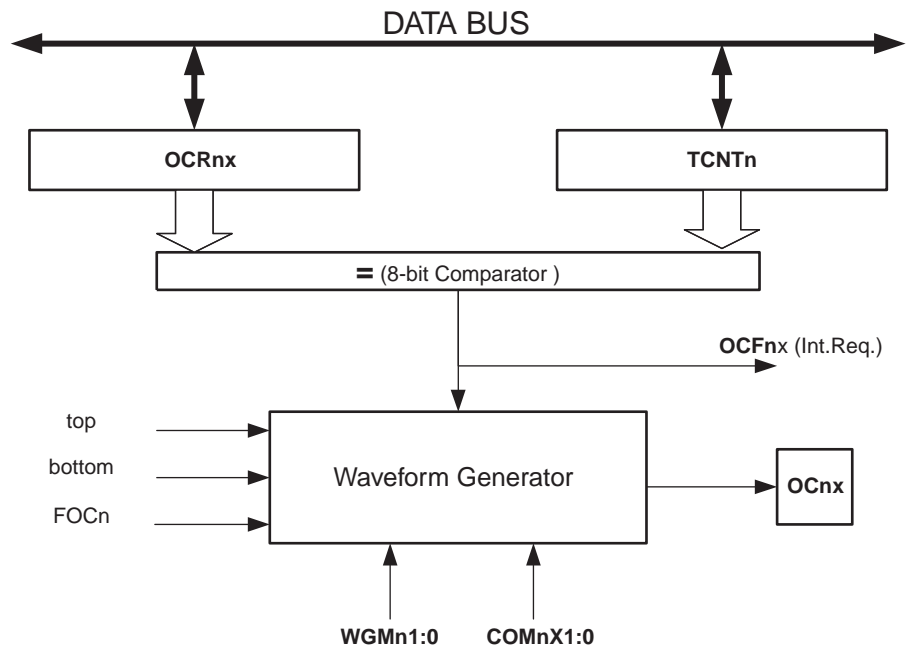 DATA BUS
OCRnx
TCNTn
= (8-bit Comparator )
OCFnx (Int.Req.)
top
bottom
FOCn
Waveform Generator
OCnx
WGMn1:0
COMnX1:0